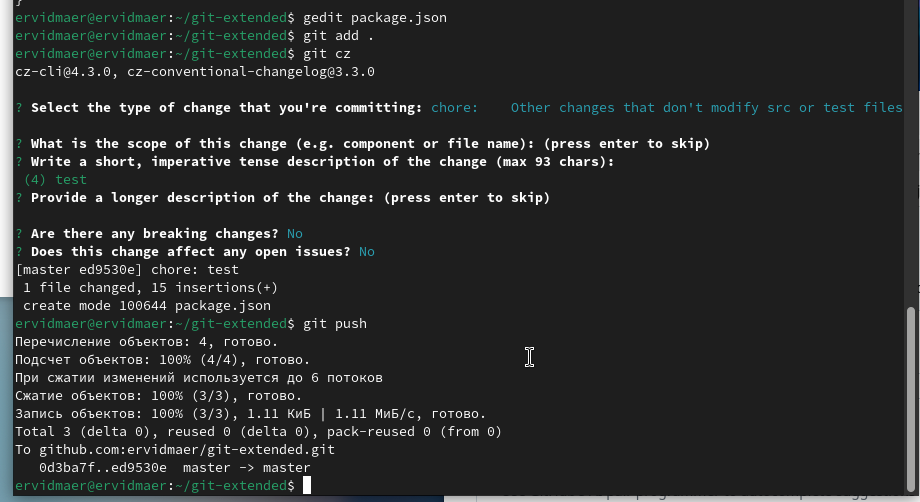 }
ervidmaer@ervidmaer:~/git-extended$ gedit package.json
ervidmaer@ervidmaer:~/git-extended$ git add .
ervidmaer@ervidmaer:~/git-extended$ git cz
cz-cli@4.3.0, cz-conventional-changelog@3.3.0
? Select the type of change that you're committing: chore:    Other changes that don't modify src or test files
? What is the scope of this change (e.g. component or file name): (press enter to skip)
? Write a short, imperative tense description of the change (max 93 chars):
(4) test
? Provide a longer description of the change: (press enter to skip)
? Are there any breaking changes? No
? Does this change affect any open issues? No
[master ed9530e] chore: test
1 file changed, 15 insertions(+)
create mode 100644 package.json
ervidmaer@ervidmaer:~/git-extended$ git push
Перечисление объектов: 4, готово.
Подсчет объектов: 100% (4/4), готово.
При сжатии изменений используется до 6 потоков
Сжатие объектов: 100% (3/3), готово.
Запись объектов: 100% (3/3), 1.11 КиБ | 1.11 МиБ/с, готово.
Total 3 (delta 0), reused 0 (delta 0), pack-reused 0 (from 0)
To github.com:ervidmaer/git-extended.git
0d3ba7f..ed9530e  master -> master
ervidmaer@ervidmaer:~/git-extended$